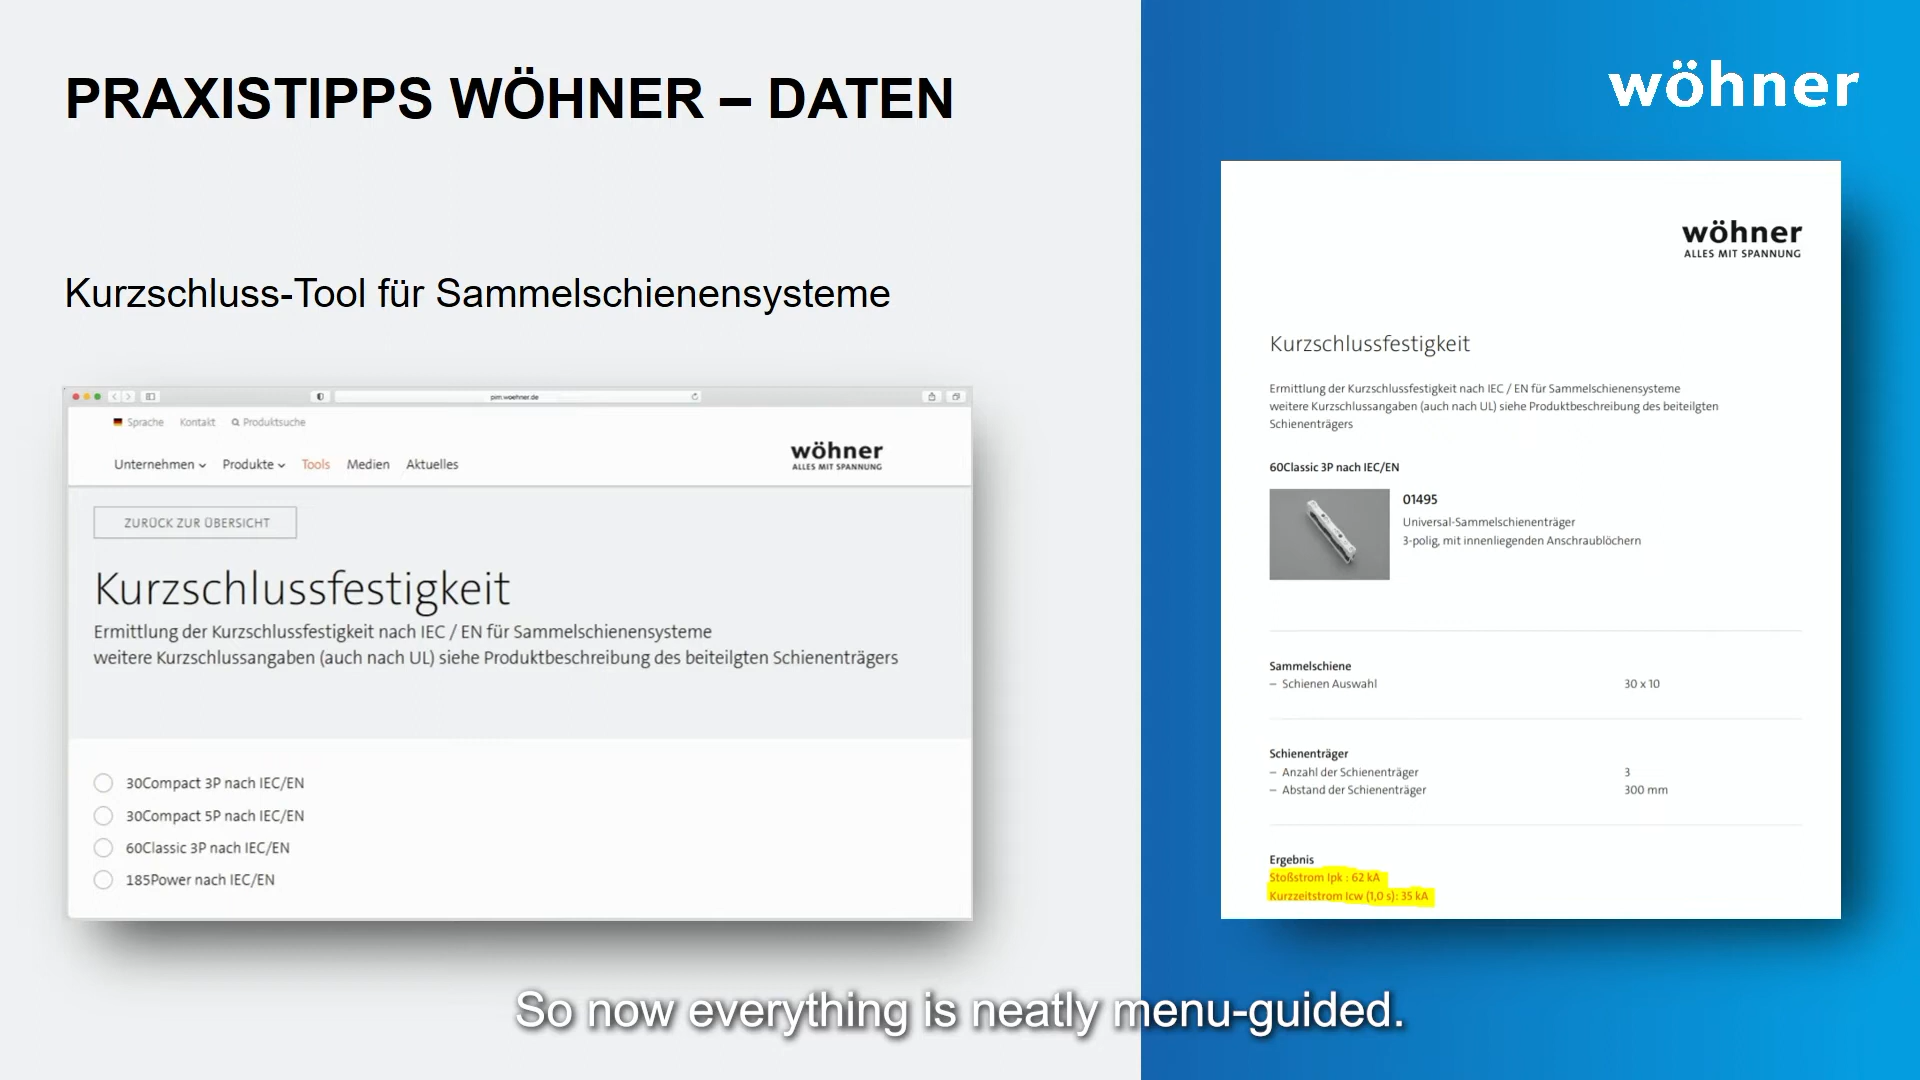 PRAXISTIPPS WÖHNER – DATEN
wöhner
Kurzschluss-Tool für Sammelschienensysteme
pim.woehner.de
Sprache Kontakt Produktsuche
wöhner
ALLES MIT SPANNUNG
Unternehmen Produkte Tools Medien Aktuelles
ZURÜCK ZUR ÜBERSICHT
Kurzschlussfestigkeit
Ermittlung der Kurzschlussfestigkeit nach IEC / EN für Sammelschienensysteme
weitere Kurzschlussangaben (auch nach UL) siehe Produktbeschreibung des beiteilgten Schienenträgers
30Compact 3P nach IEC/EN
30Compact 5P nach IEC/EN
60Classic 3P nach IEC/EN
185Power nach IEC/EN
wöhner
ALLES MIT SPANNUNG
Kurzschlussfestigkeit
Ermittlung der Kurzschlussfestigkeit nach IEC / EN für Sammelschienensysteme
weitere Kurzschlussangaben (auch nach UL) siehe Produktbeschreibung des beiteilgten
Schienenträgers
60Classic 3P nach IEC/EN
01495
Universal-Sammelschienenträger
3-polig, mit innenliegenden Anschraublöchern
Sammelschiene
– Schienen Auswahl 30 x 10
Schienenträger
– Anzahl der Schienenträger 3
– Abstand der Schienenträger 300 mm
Ergebnis
Stoßstrom Ipk : 62 kA
Kurzzeitstrom Icw (1,0 s): 35 kA
So now everything is neatly menu-guided.